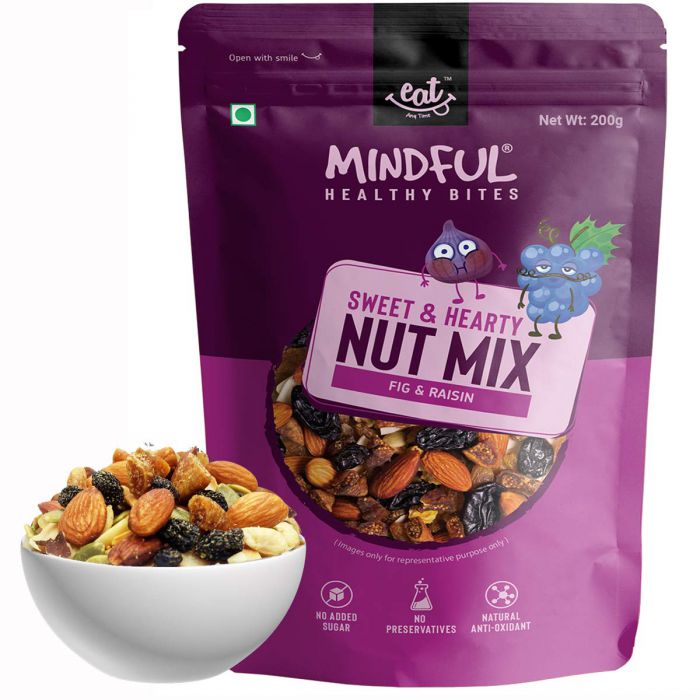 Open with smile
eat™
Any Time
Net Wt: 200g
MINDFUL®
HEALTHY BITES
SWEET & HEARTY
NUT MIX
FIG & RAISIN
(Images only for representative purpose only)
NO ADDED
SUGAR
NO
PRESERVATIVES
NATURAL
ANTI-OXIDANT